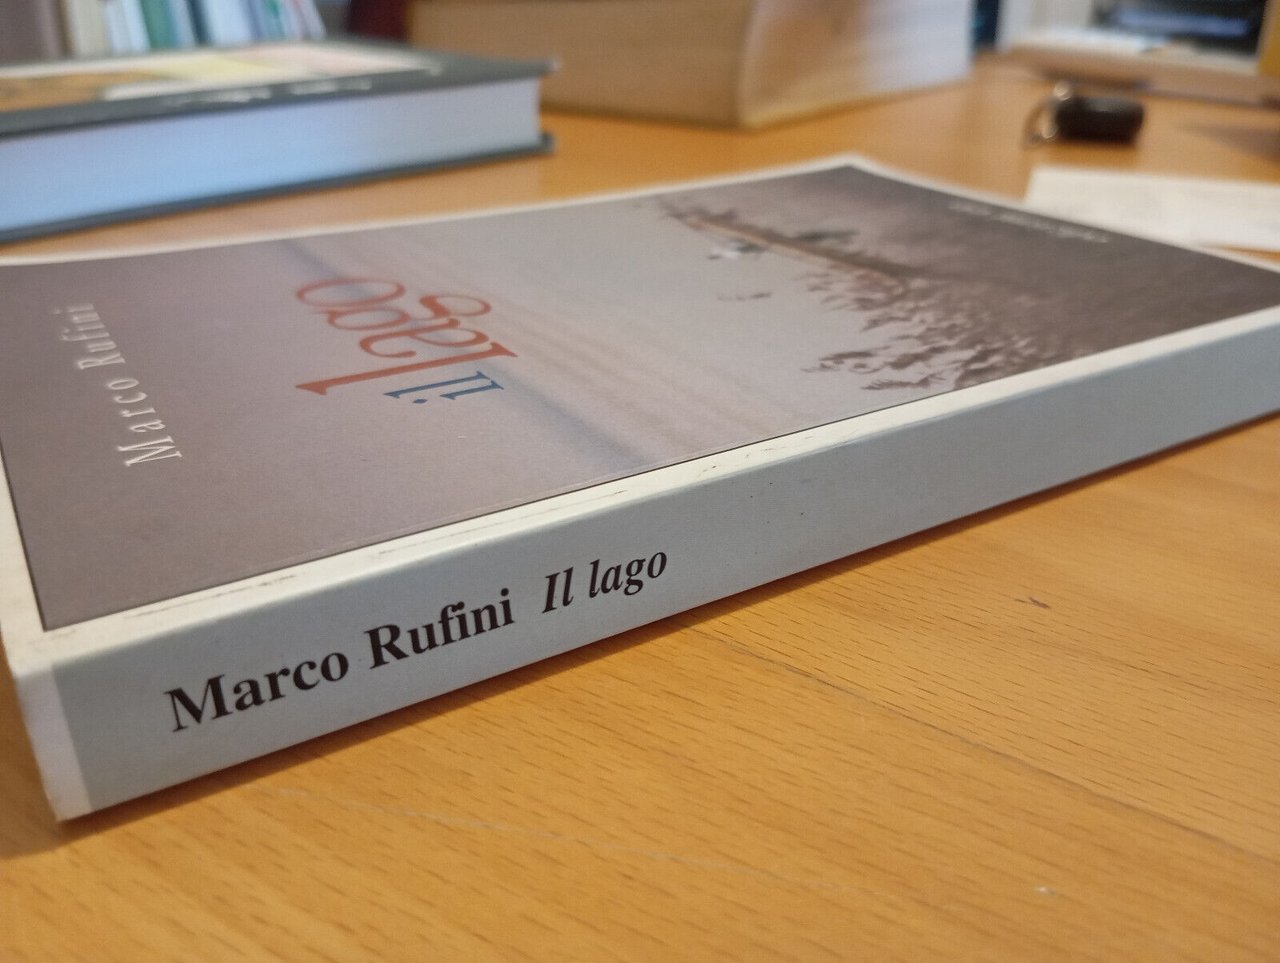 Marco Rufini
il
lago
Marco Rufini Il lago